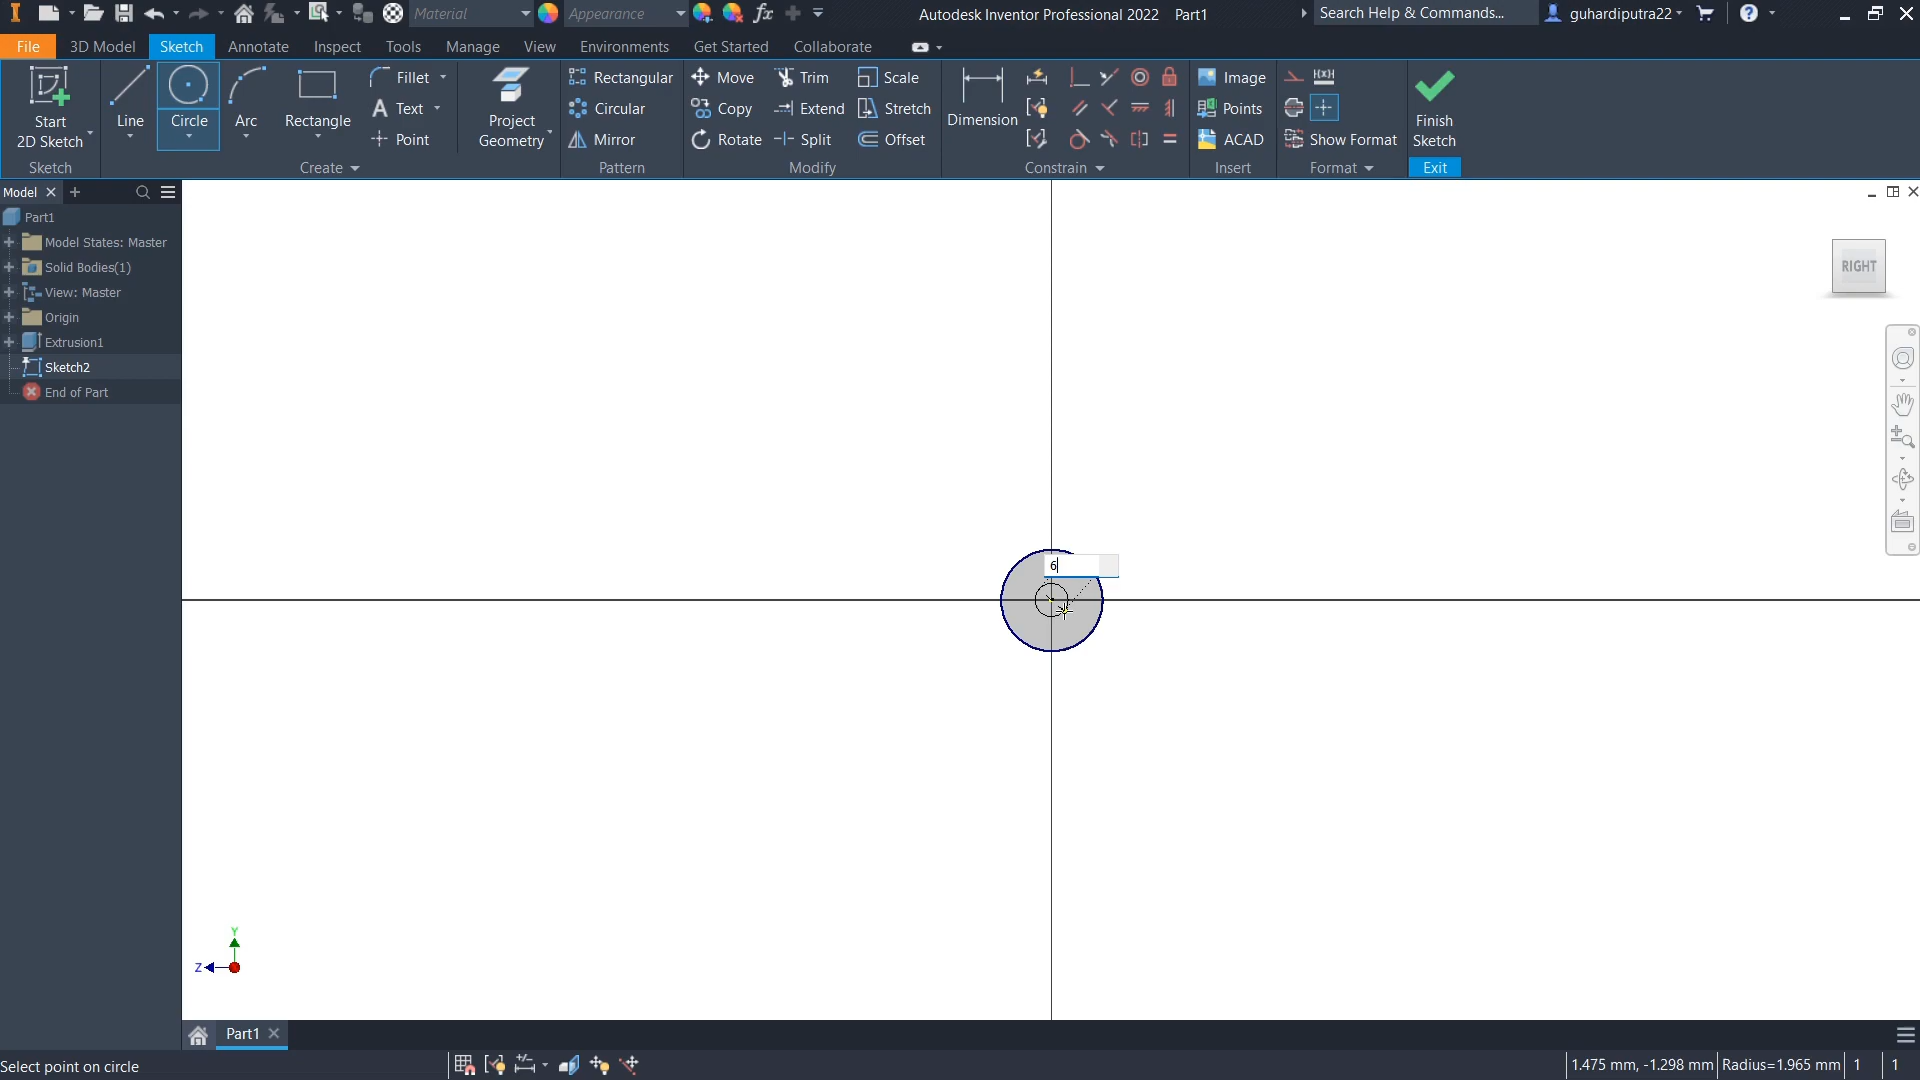 Material
Appearance
Autodesk Inventor Professional 2022 Part1
Search Help & Commands...
guhardiputra22
File
3D Model
Sketch
Annotate
Inspect
Tools
Manage
View
Environments
Get Started
Collaborate
Start
2D Sketch
Line
Circle
Arc
Rectangle
Fillet
Text
Point
Project
Geometry
Rectangular
Circular
Mirror
Move
Copy
Rotate
Trim
Extend
Split
Scale
Stretch
Offset
Dimension
Image
Points
ACAD
Show Format
Finish
Sketch
Sketch
Create
Pattern
Modify
Constrain
Insert
Format
Exit
Model
Part1
Model States: Master
Solid Bodies(1)
View: Master
Origin
Extrusion1
Sketch2
End of Part
RIGHT
6
Y
Z
Part1
Select point on circle
1.475 mm, -1.298 mm
Radius=1.965 mm
1
1